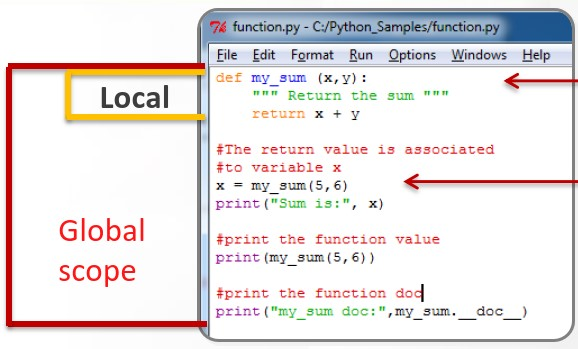 function.py - C:/Python_Samples/function.py
File Edit Format Run Options Windows Help
def my_sum (x,y):
    """ Return the sum """
    return x + y
#The return value is associated
#to variable x
x = my_sum(5,6)
print("Sum is:", x)
#print the function value
print(my_sum(5,6))
#print the function doc
print("my_sum doc:",my_sum.__doc__)
Local
Global
scope